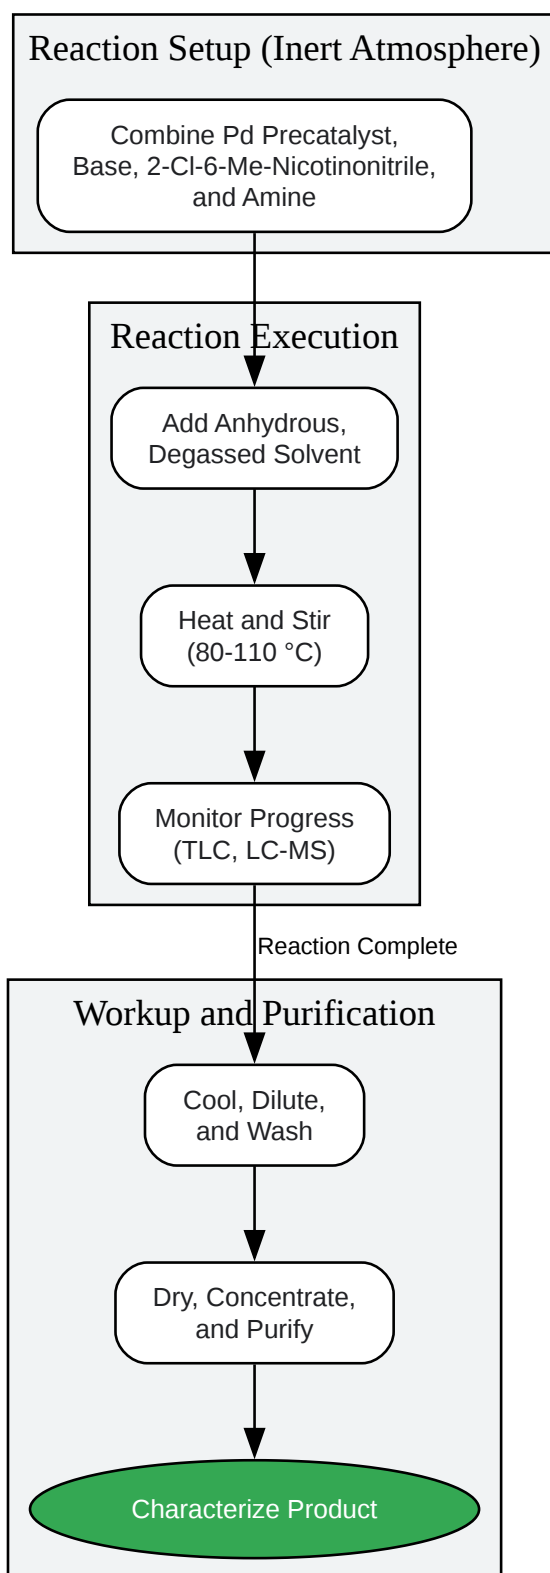 Reaction Setup (Inert Atmosphere)
Combine Pd Precatalyst,
Base, 2-Cl-6-Me-Nicotinonitrile,
and Amine
Reaction Execution
Add Anhydrous,
Degassed Solvent
Heat and Stir
(80-110 °C)
Monitor Progress
(TLC, LC-MS)
Reaction Complete
Workup and Purification
Cool, Dilute,
and Wash
Dry, Concentrate,
and Purify
Characterize Product